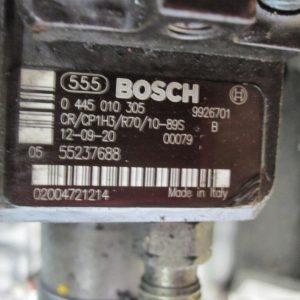 555 BOSCH
0 445 010 305 9926701
CR/CP1H3/R70/10-89S B
12-09-20 00079
05 55237688
02004721214 Made in Italy